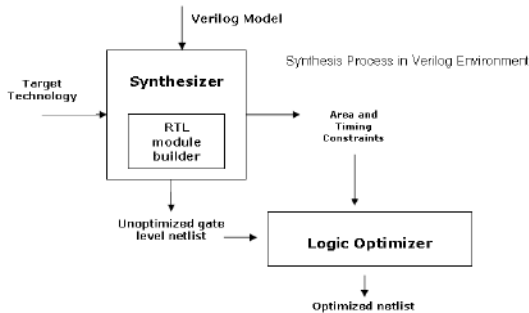 Verilog Model
Synthesis Process in Verilog Environment
Synthesizer
Target
Technology
RTL
module
builder
Area and
Timing
Constraints
Unoptimized gate
level netlist
Logic Optimizer
Optimized netlist